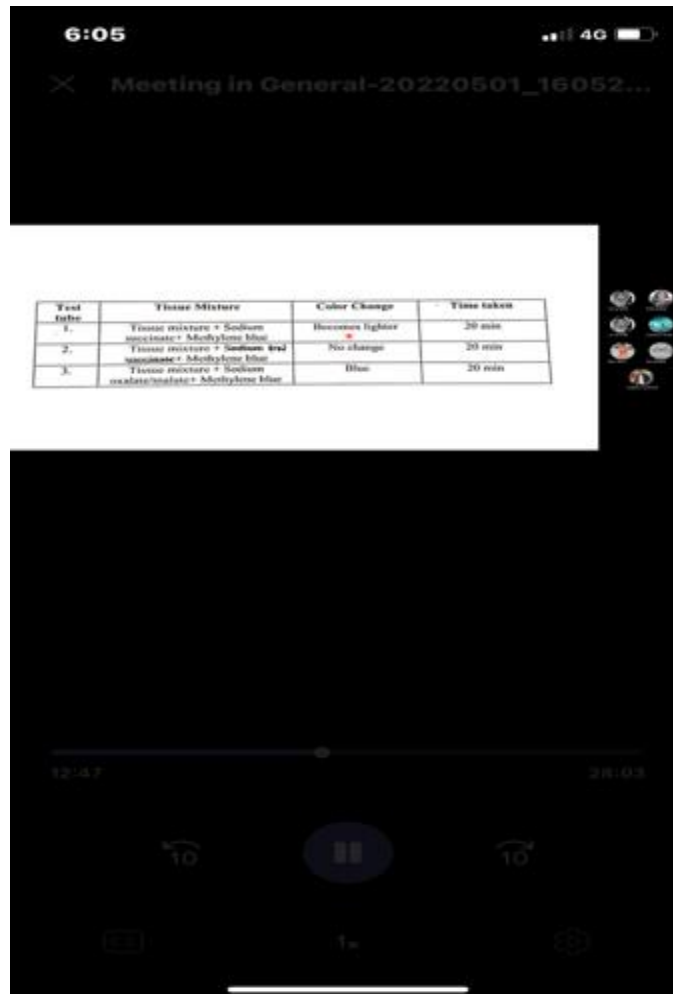 6:05
4G
Meeting in General-20220501_16052...
Test tube
Tissue Mixture
Color Change
Time taken
1.
Tissue mixture + Sodium
succinate+ Methylene blue
Becomes lighter
20 min
2.
Tissue mixture +
Methylene blue
No change
20 min
3.
Tissue mixture + Sodium
oxalate/malate+ Methylene blue
Blue
20 min
12:47
28:03
10
10